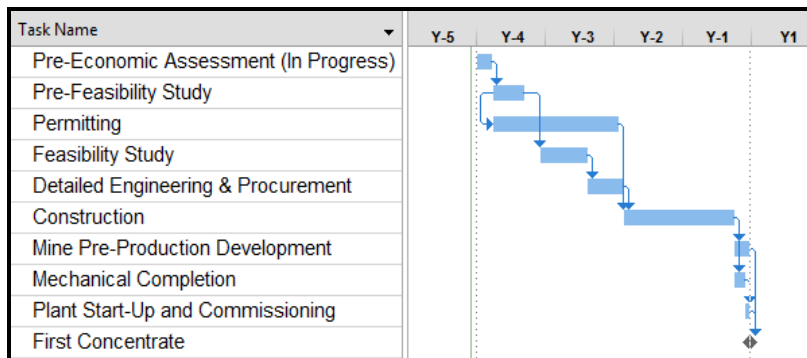 Task Name
Y-5 Y-4 Y-3 Y-2 Y-1 Y1
Pre-Economic Assessment (In Progress)
Pre-Feasibility Study
Permitting
Feasibility Study
Detailed Engineering & Procurement
Construction
Mine Pre-Production Development
Mechanical Completion
Plant Start-Up and Commissioning
First Concentrate